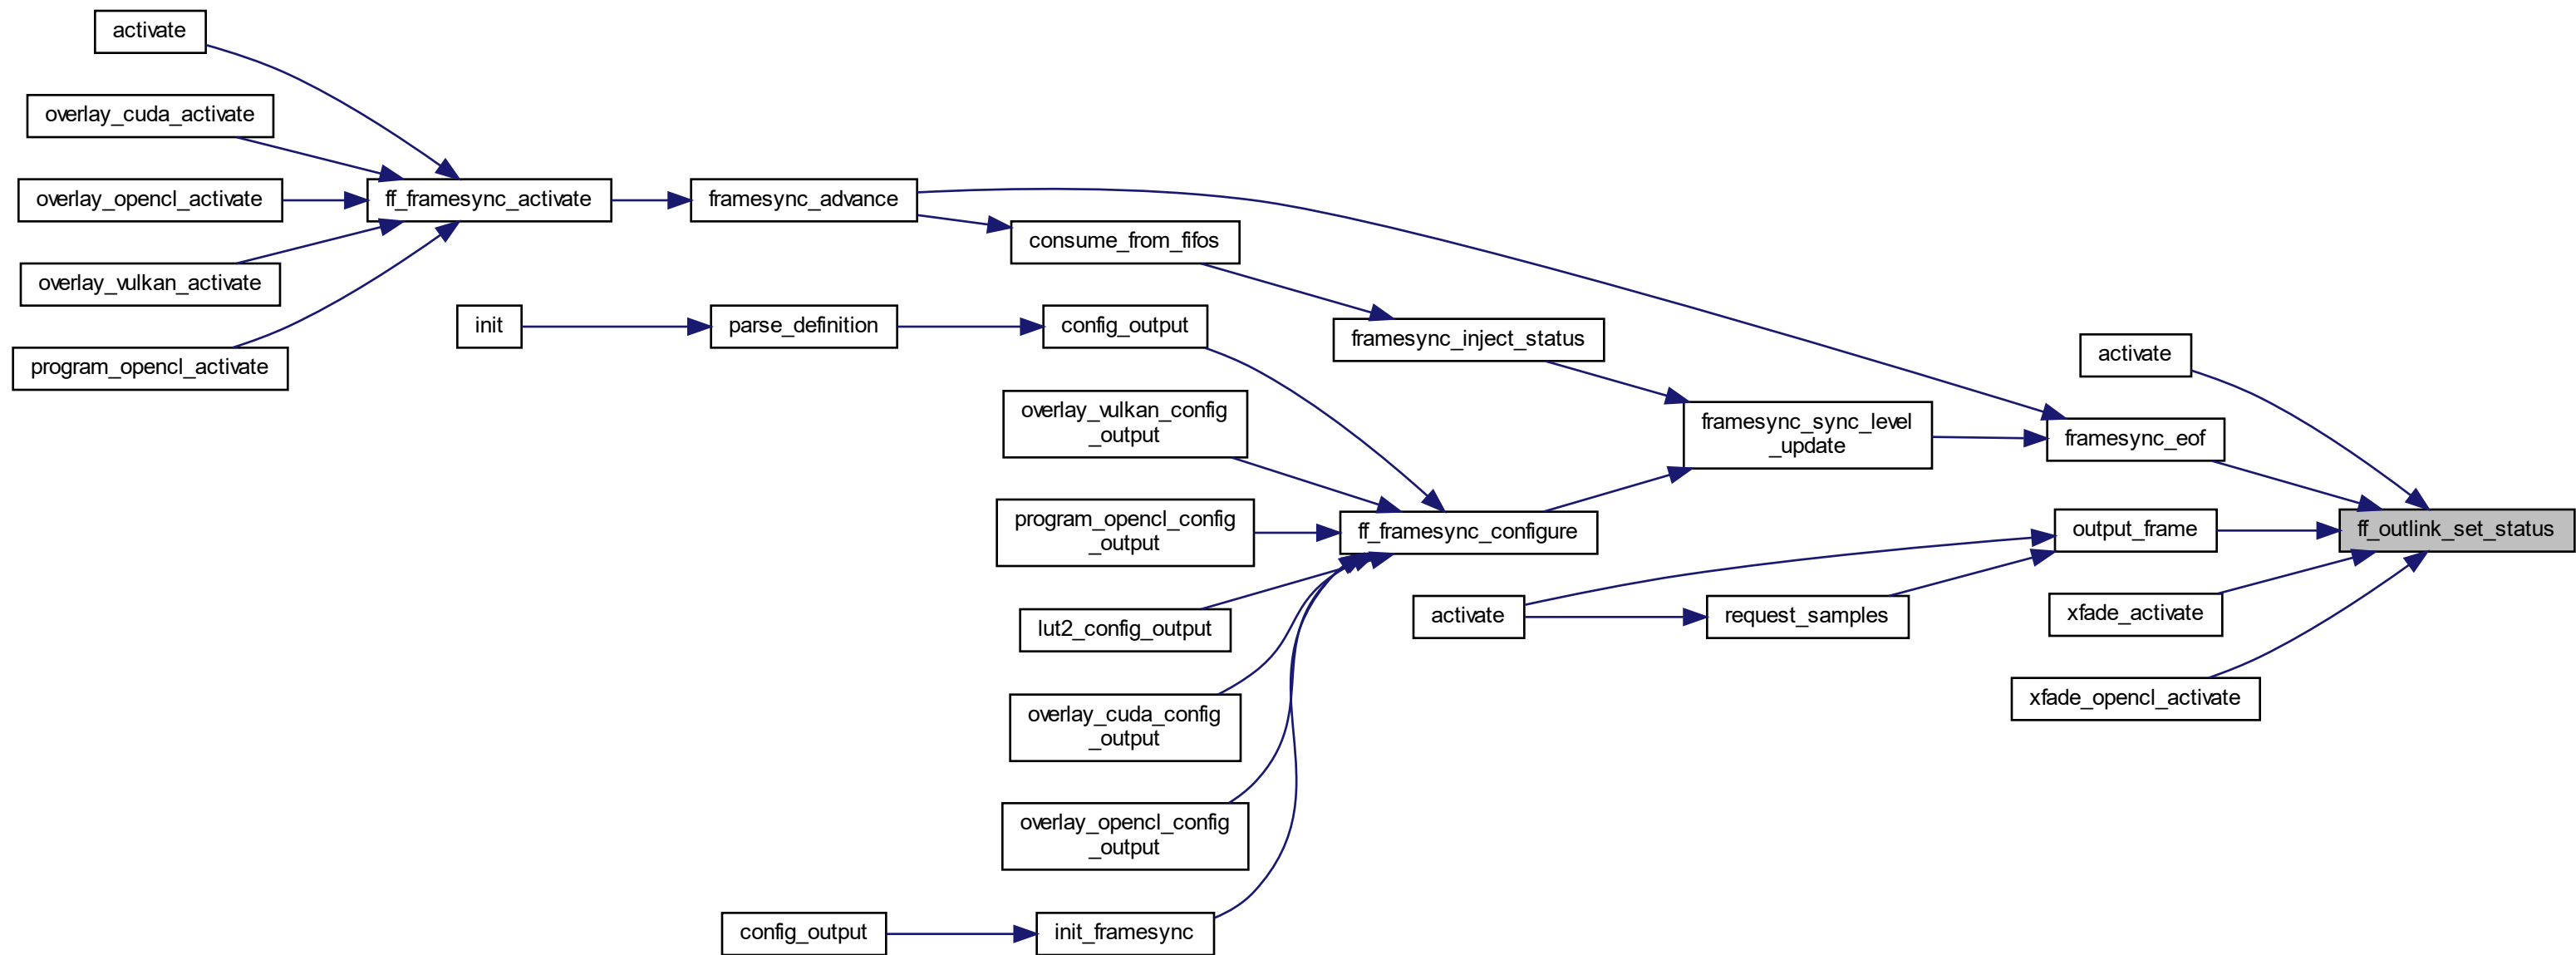 activate
overlay_cuda_activate
overlay_opencl_activate
overlay_vulkan_activate
program_opencl_activate
ff_framesync_activate
framesync_advance
consume_from_fifos
init
parse_definition
config_output
framesync_inject_status
overlay_vulkan_config
_output
program_opencl_config
_output
lut2_config_output
overlay_cuda_config
_output
overlay_opencl_config
_output
config_output
init_framesync
ff_framesync_configure
framesync_sync_level
_update
activate
request_samples
activate
framesync_eof
output_frame
xfade_activate
xfade_opencl_activate
ff_outlink_set_status